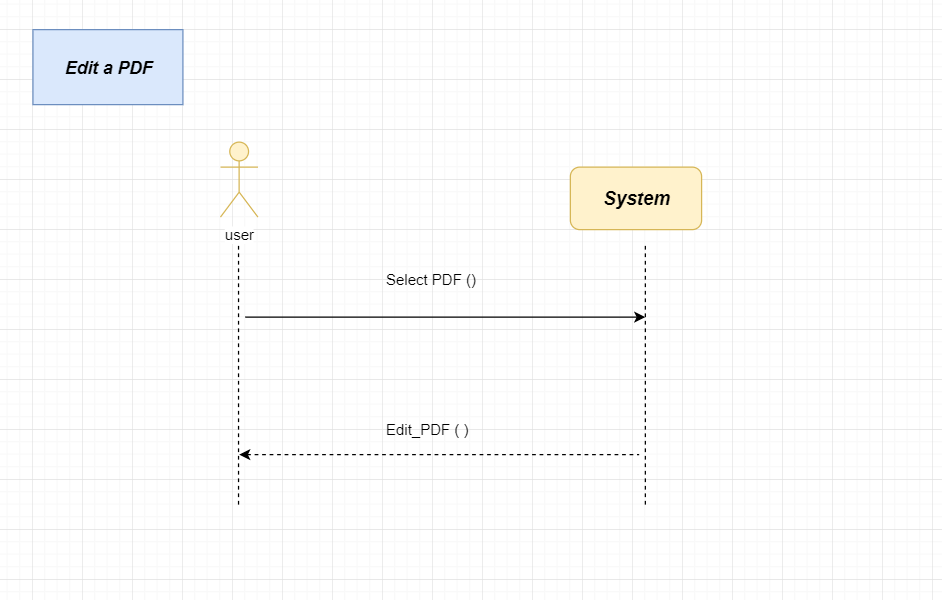 Edit a PDF
user
System
Select PDF ()
Edit_PDF ( )